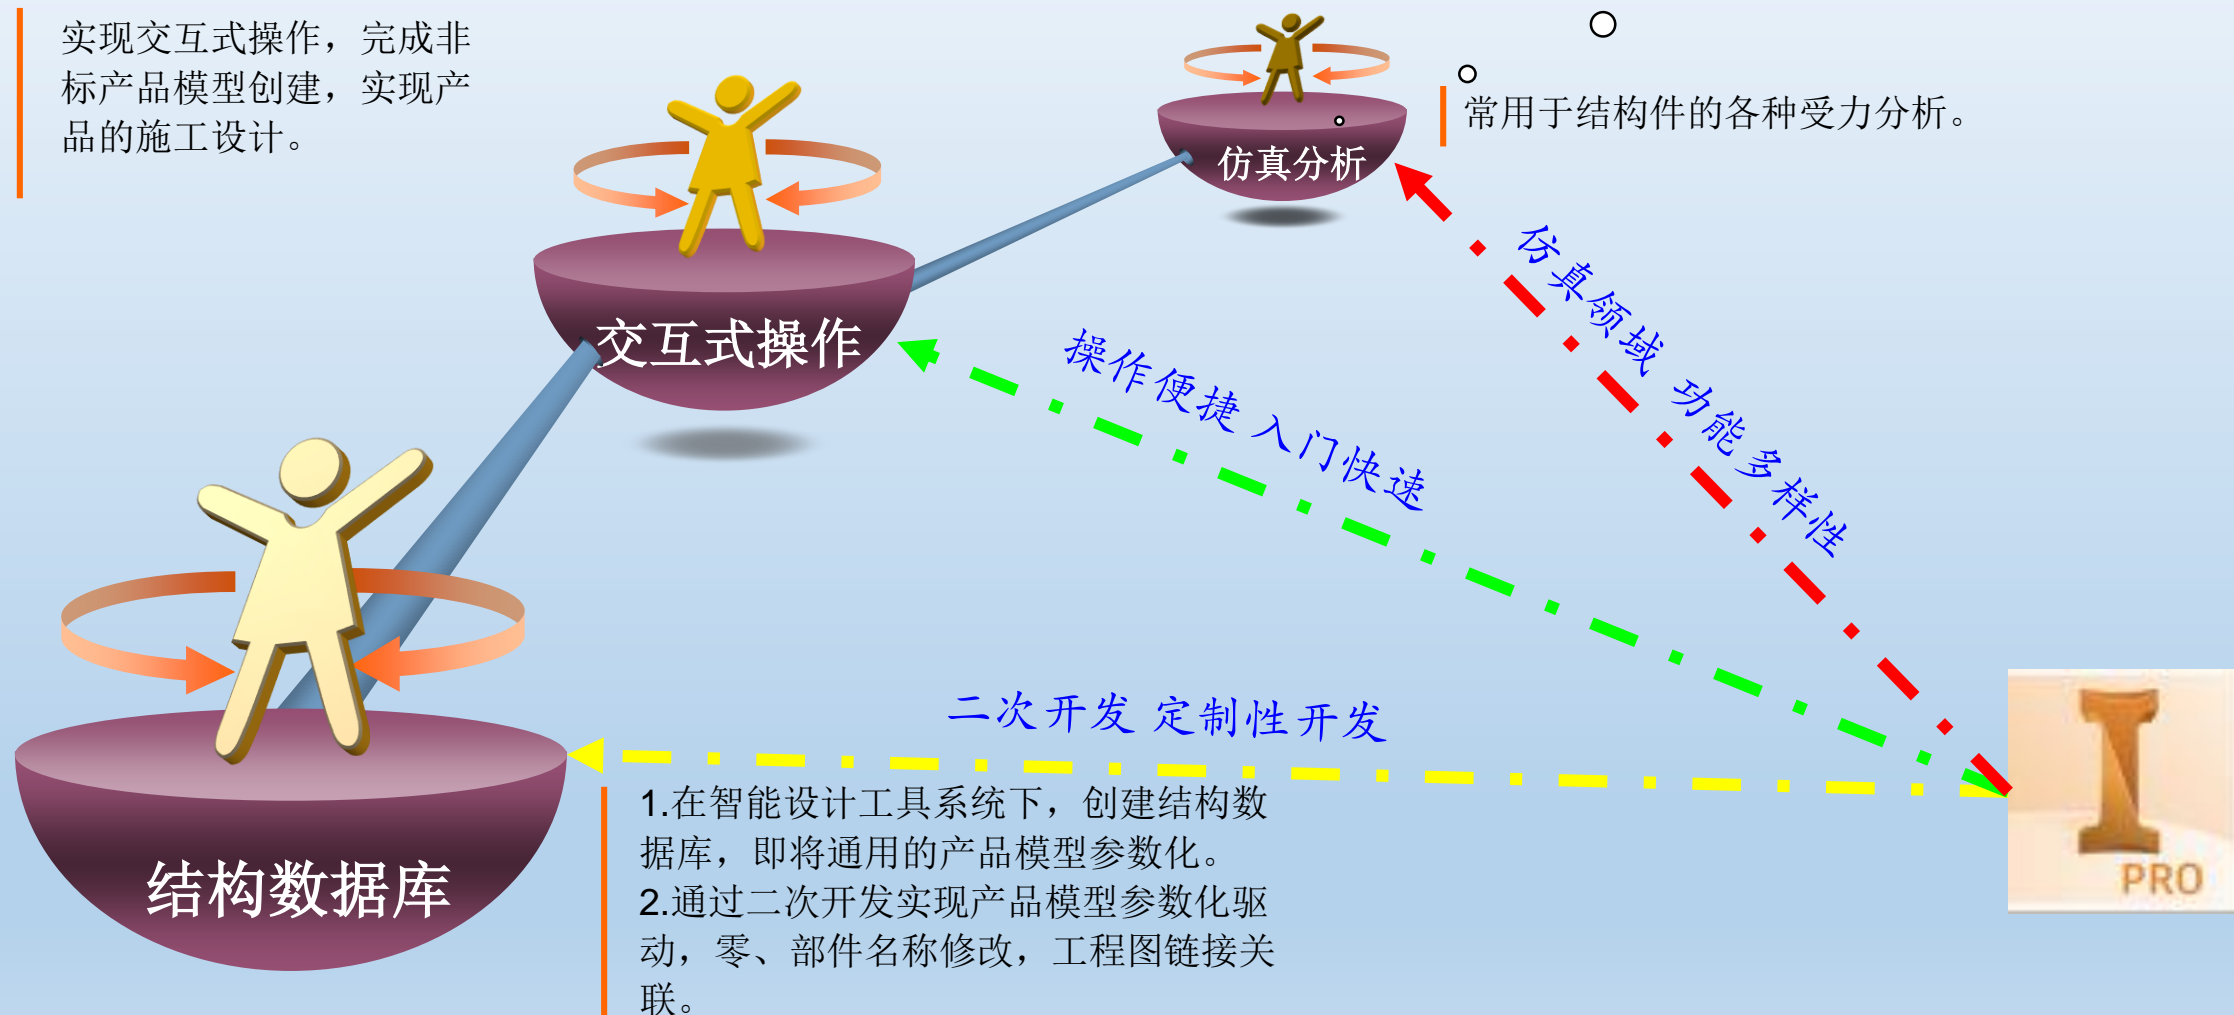 实现交互式操作，完成非
标产品模型创建，实现产
品的施工设计。
常用于结构件的各种受力分析。
仿真分析
仿真领域 功能多样性
交互式操作
操作便捷 入门快速
二次开发 定制性开发
1.在智能设计工具系统下，创建结构数
据库，即将通用的产品模型参数化。
2.通过二次开发实现产品模型参数化驱
动，零、部件名称修改，工程图链接关
联。
结构数据库
I
PRO